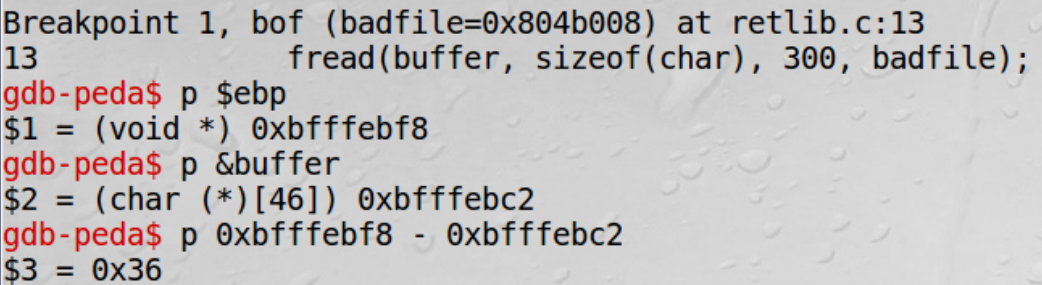 Breakpoint 1, bof (badfile=0x804b008) at retlib.c:13
13 fread(buffer, sizeof(char), 300, badfile);
gdb-peda$ p $ebp
$1 = (void *) 0xbfffebf8
gdb-peda$ p &buffer
$2 = (char (*)[46]) 0xbfffebc2
gdb-peda$ p 0xbfffebf8 - 0xbfffebc2
$3 = 0x36